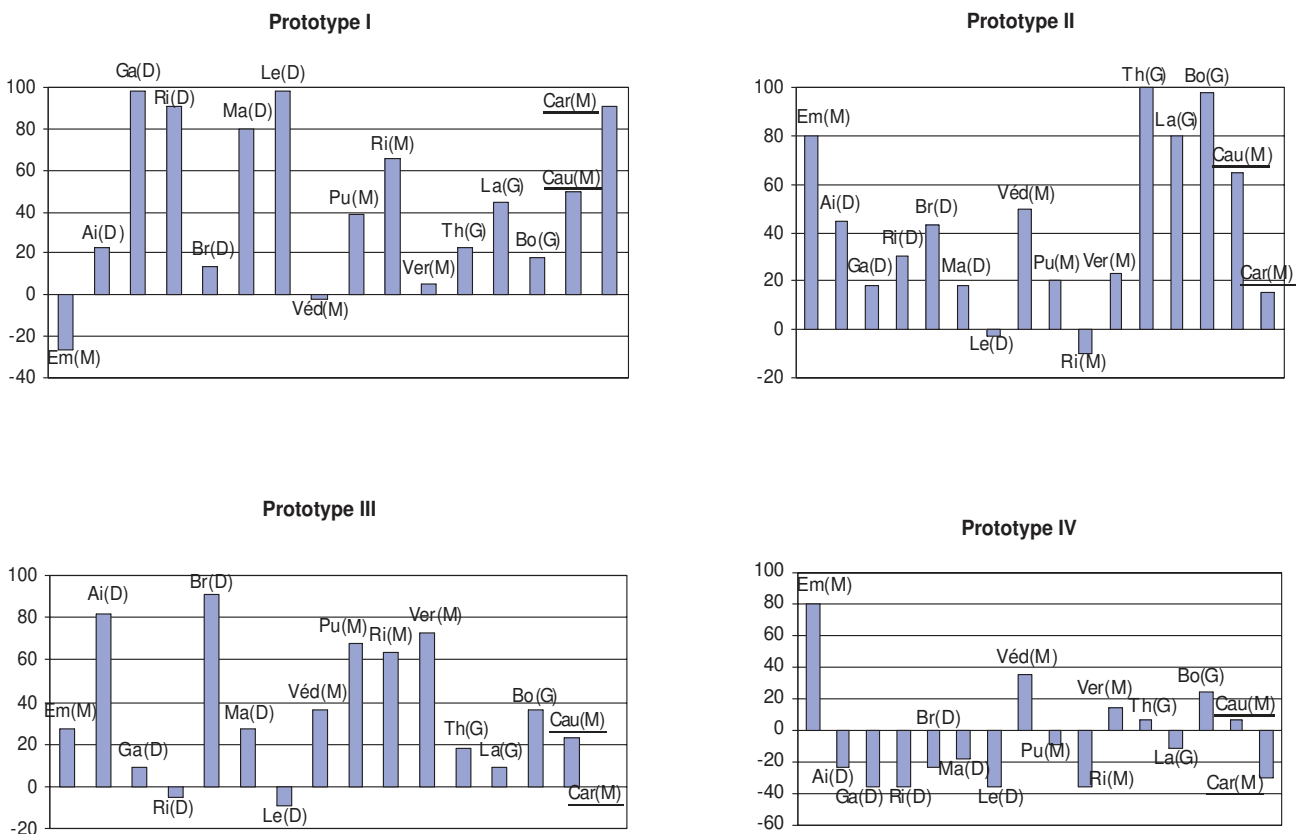 Prototype I
100
80
60
40
20
0
-20
-40
Em(M)
Ai(D)
Ga(D)
Ri(D)
Br(D)
Ma(D)
Le(D)
Véd(M)
Pu(M)
Ri(M)
Ver(M)
Th(G)
La(G)
Bo(G)
Cau(M)
Car(M)
Prototype II
100
80
60
40
20
0
-20
Em(M)
Ai(D)
Ga(D)
Ri(D)
Br(D)
Ma(D)
Le(D)
Véd(M)
Pu(M)
Ri(M)
Ver(M)
Th(G)
La(G)
Bo(G)
Cau(M)
Car(M)
Prototype III
100
80
60
40
20
0
-20
Em(M)
Ai(D)
Ga(D)
Ri(D)
Br(D)
Ma(D)
Le(D)
Véd(M)
Pu(M)
Ri(M)
Ver(M)
Th(G)
La(G)
Bo(G)
Cau(M)
Car(M)
Prototype IV
100
80
60
40
20
0
-20
-40
-60
Em(M)
Ai(D)
Ga(D)
Ri(D)
Br(D)
Ma(D)
Le(D)
Véd(M)
Pu(M)
Ri(M)
Ver(M)
Th(G)
La(G)
Bo(G)
Cau(M)
Car(M)